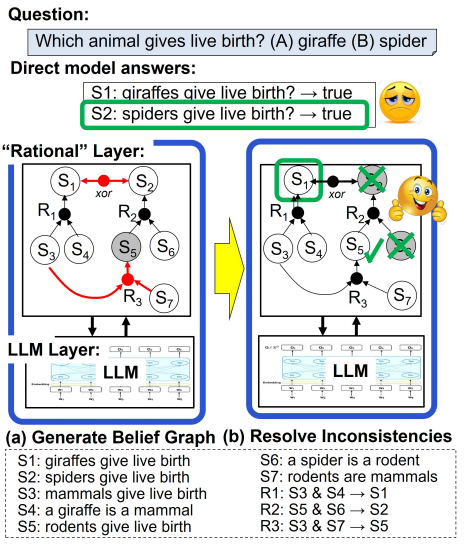 Question:
Which animal gives live birth? (A) giraffe (B) spider
Direct model answers:
S1: giraffes give live birth? → true
S2: spiders give live birth? → true
“Rational” Layer:
S1 xor S2
R1 R2
S3 S4 S5 S6
R3 S7
S1 xor
R1 R2
S3 S4 S5
R3 S7
LLM Layer:
LLM
LLM
(a) Generate Belief Graph (b) Resolve Inconsistencies
S1: giraffes give live birth
S2: spiders give live birth
S3: mammals give live birth
S4: a giraffe is a mammal
S5: rodents give live birth
S6: a spider is a rodent
S7: rodents are mammals
R1: S3 & S4 → S1
R2: S5 & S6 → S2
R3: S3 & S7 → S5